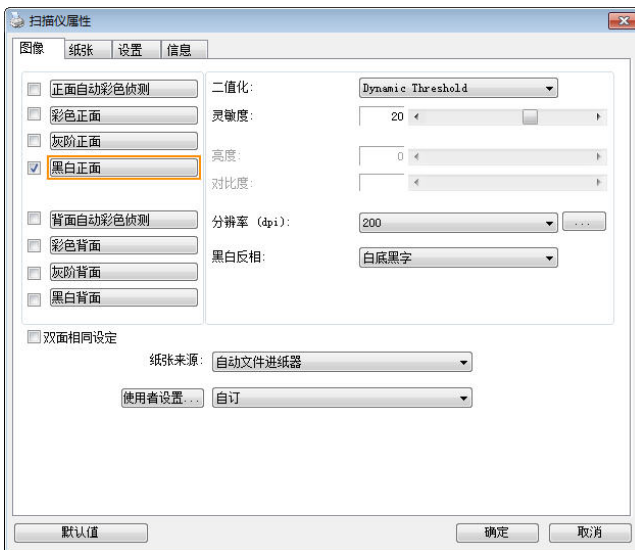 扫描仪属性
图像 纸张 设置 信息
正面自动彩色侦测
彩色正面
灰阶正面
黑白正面
背面自动彩色侦测
彩色背面
灰阶背面
黑白背面
二值化: Dynamic Threshold
灵敏度: 20
亮度: 0
对比度:
分辨率 (dpi): 200 ...
黑白反相: 白底黑字
双面相同设定
纸张来源: 自动文件进纸器
使用者设置... 自订
默认值 确定 取消